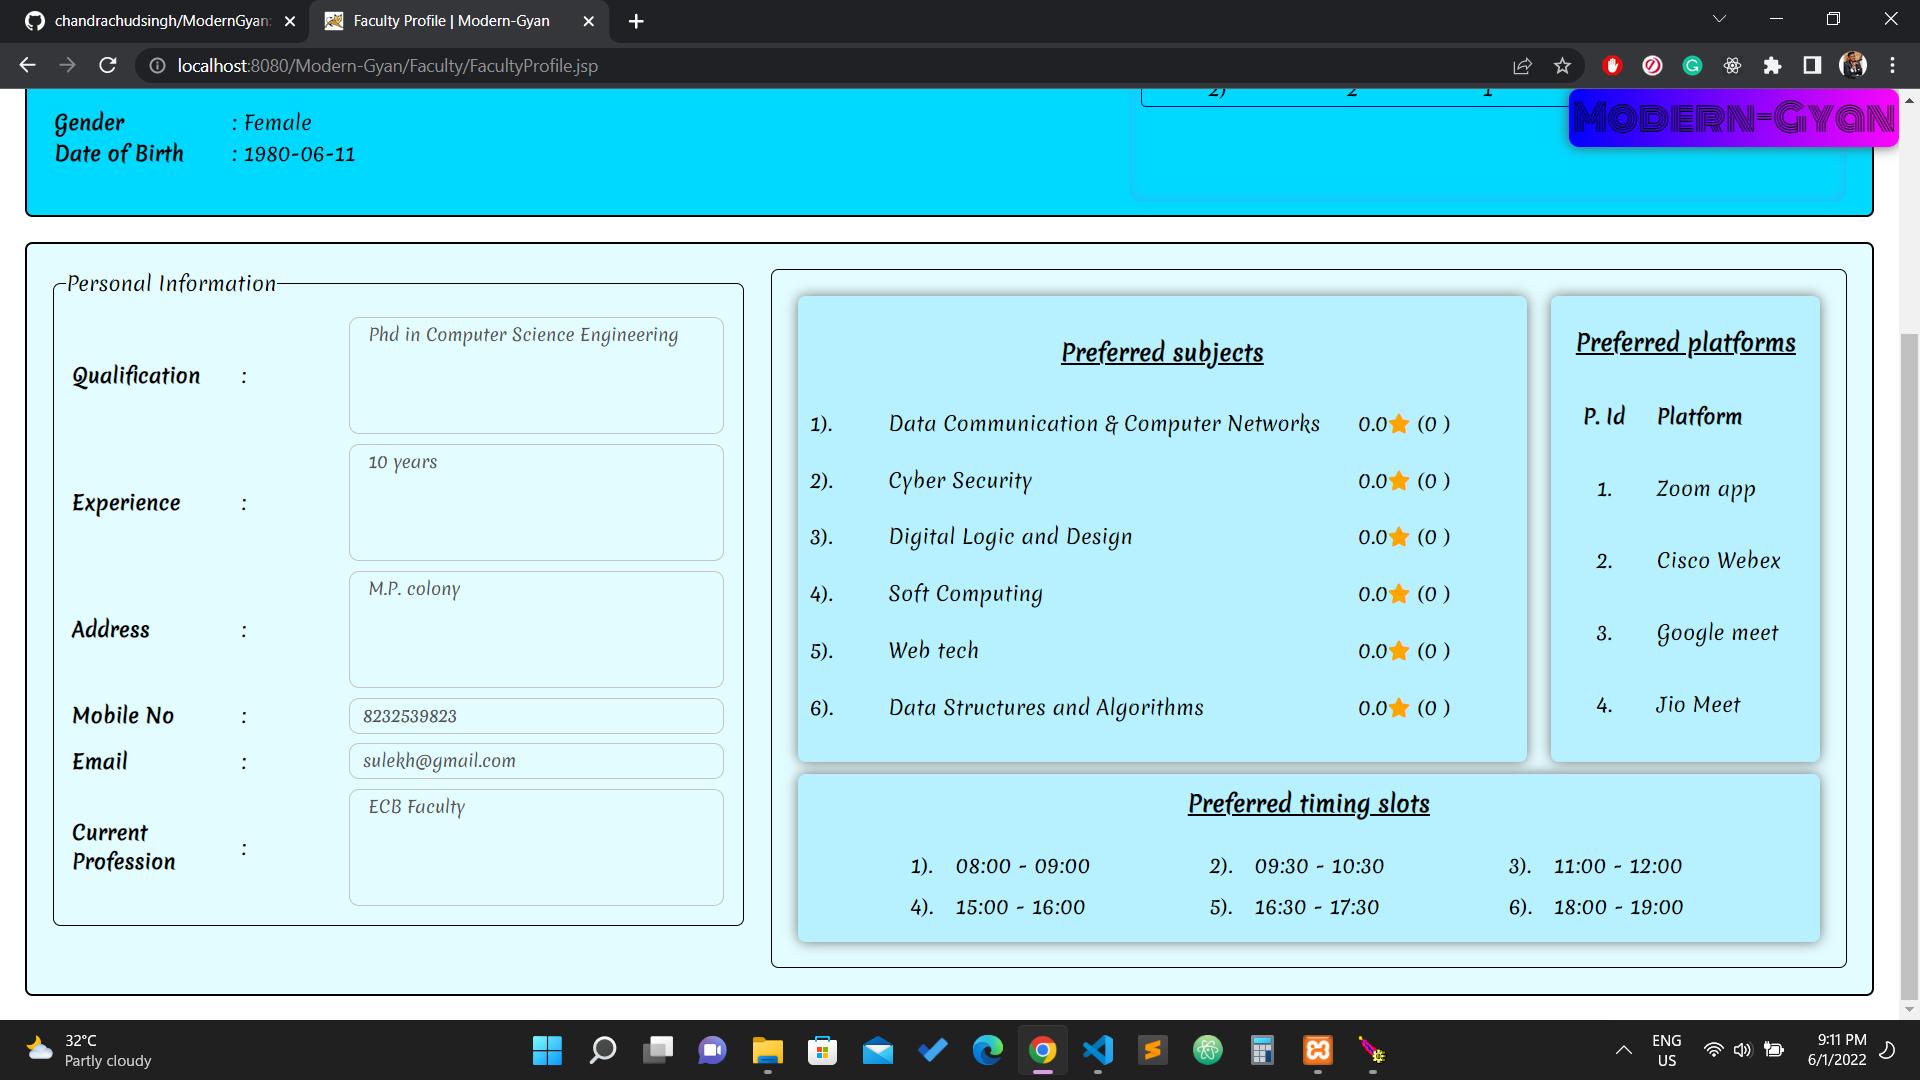 chandrachudsingh/ModernGyan:
Faculty Profile | Modern-Gyan
localhost:8080/Modern-Gyan/Faculty/FacultyProfile.jsp
2) 2 1
Modern-Gyan
Gender : Female
Date of Birth : 1980-06-11
Personal Information
Qualification : Phd in Computer Science Engineering
Experience : 10 years
Address : M.P. colony
Mobile No : 8232539823
Email : sulekh@gmail.com
Current
Profession : ECB Faculty
Preferred subjects
1). Data Communication & Computer Networks 0.0 (0 )
2). Cyber Security 0.0 (0 )
3). Digital Logic and Design 0.0 (0 )
4). Soft Computing 0.0 (0 )
5). Web tech 0.0 (0 )
6). Data Structures and Algorithms 0.0 (0 )
Preferred platforms
P. Id Platform
1. Zoom app
2. Cisco Webex
3. Google meet
4. Jio Meet
Preferred timing slots
1). 08:00 - 09:00 2). 09:30 - 10:30 3). 11:00 - 12:00
4). 15:00 - 16:00 5). 16:30 - 17:30 6). 18:00 - 19:00
32°C
Partly cloudy
ENG
US
9:11 PM
6/1/2022